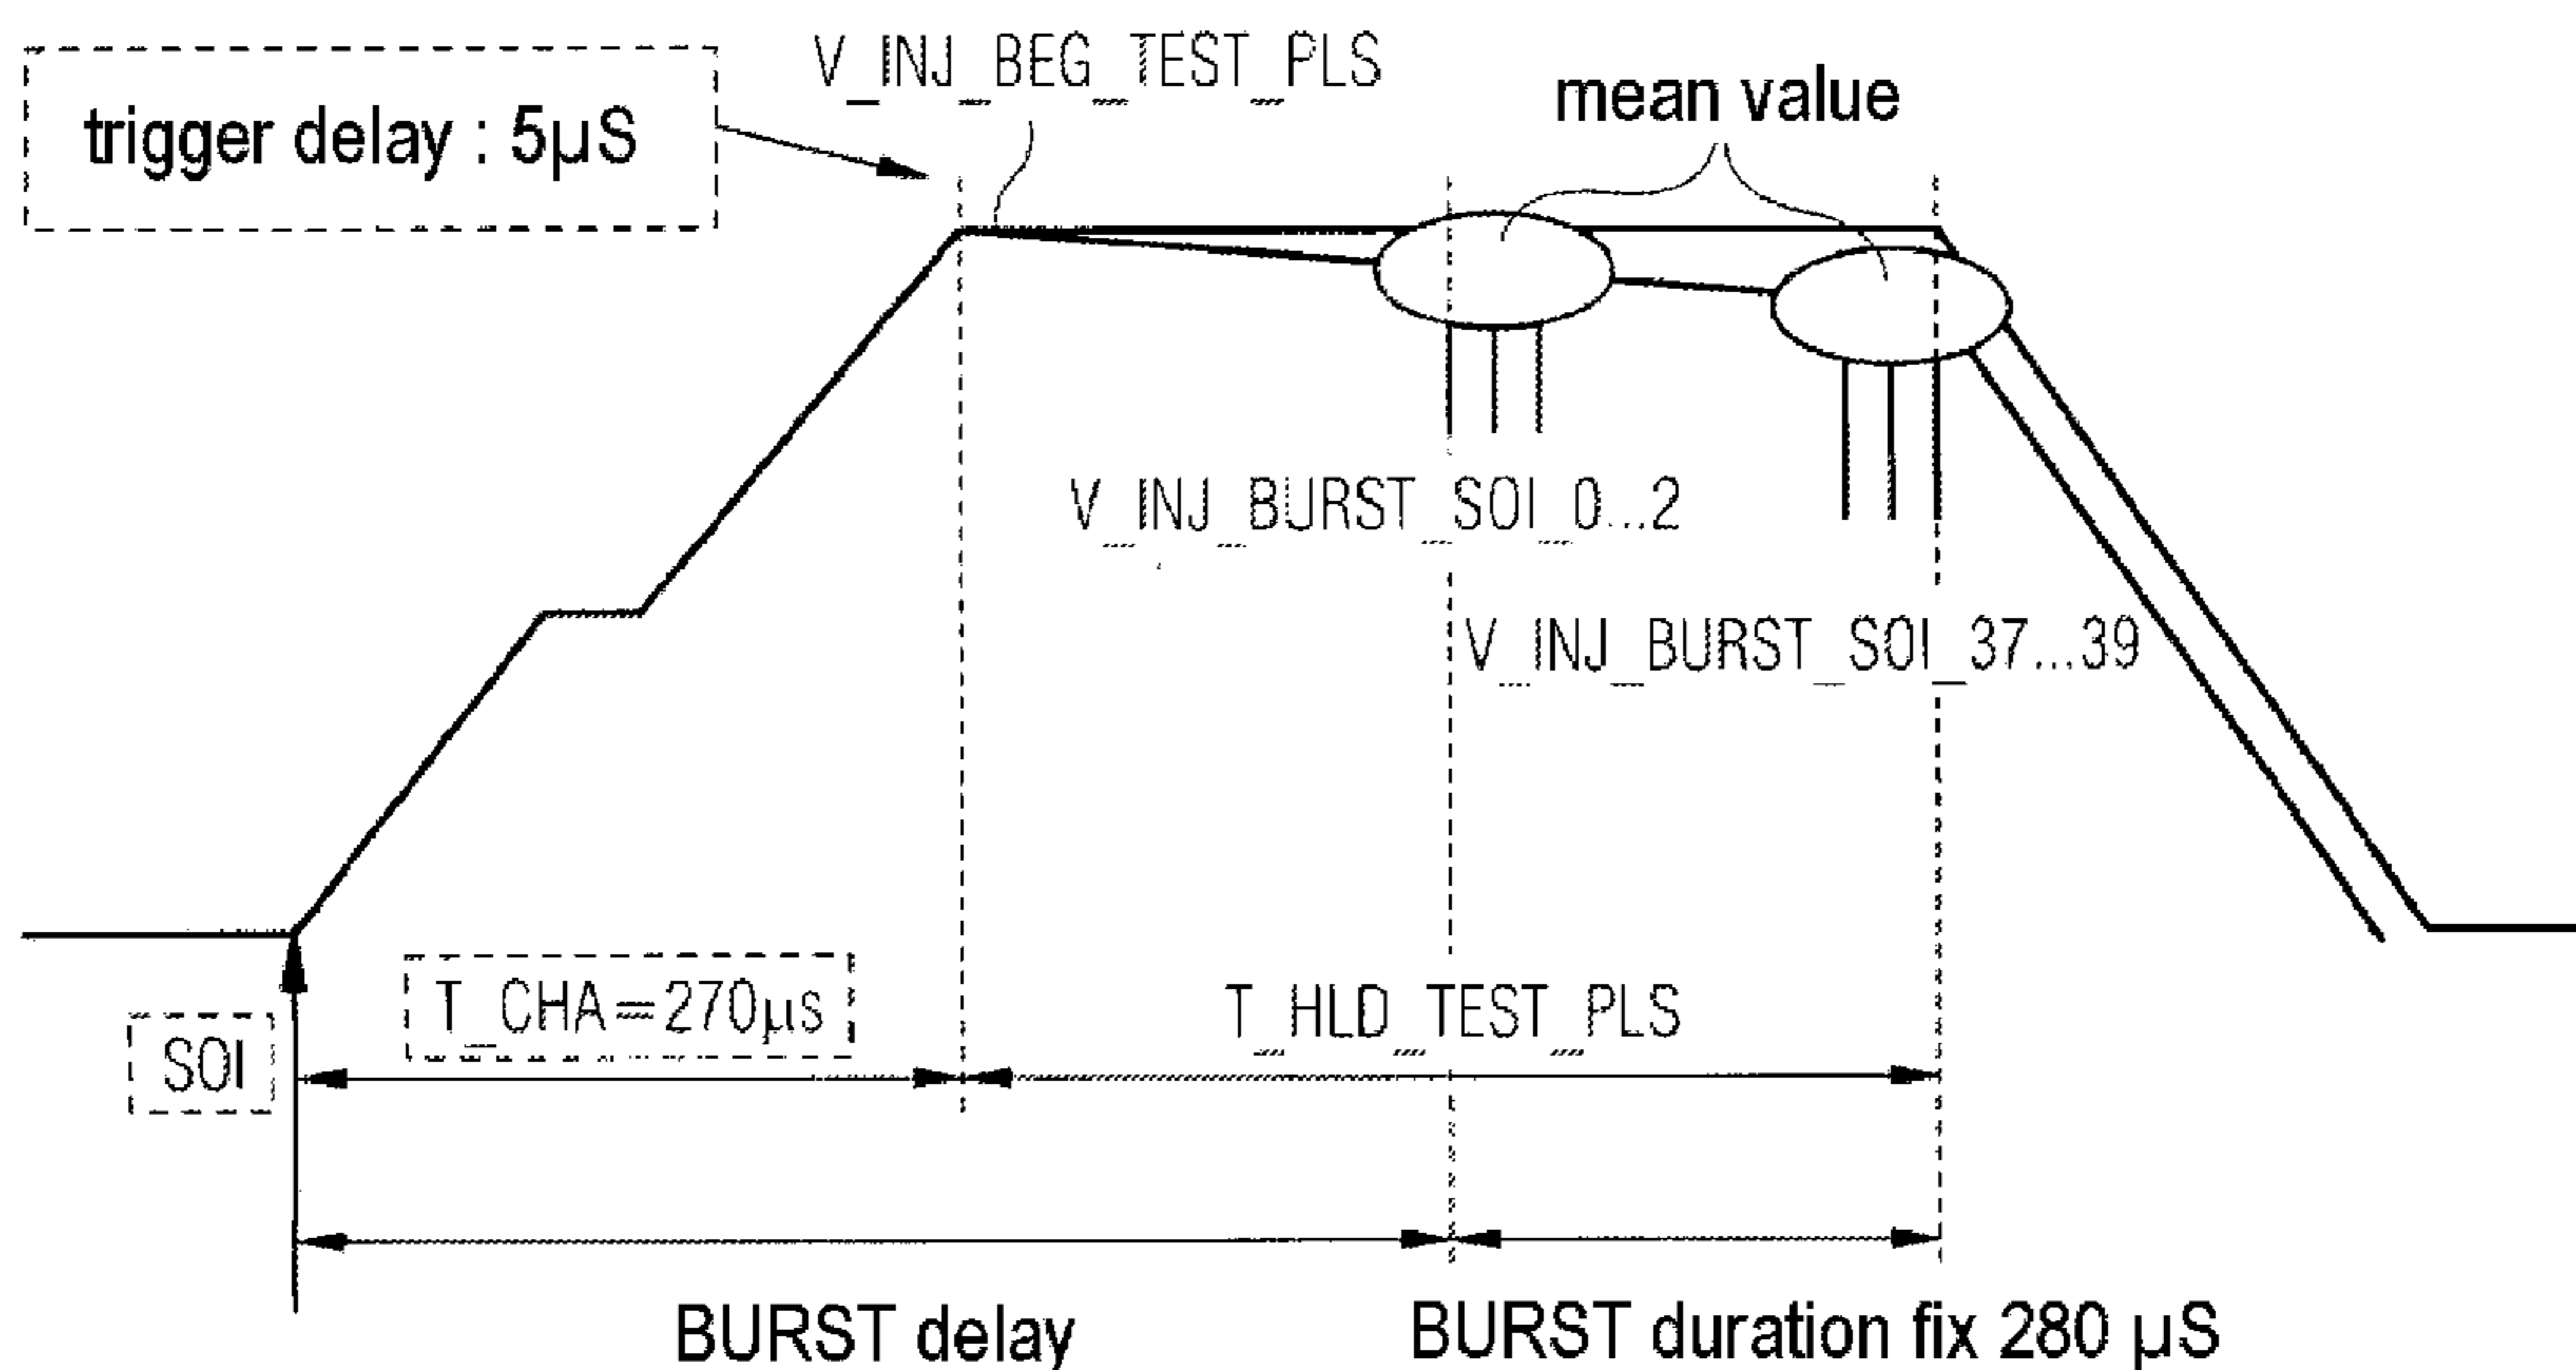 V_INJ_BEG_TEST_PLS
mean value
trigger delay : 5µS
V_INJ_BURST_SOI_0...2
V_INJ_BURST_SOI_37...39
T_CHA=270µs
T_HLD_TEST_PLS
SOI
BURST delay
BURST duration fix 280 µS